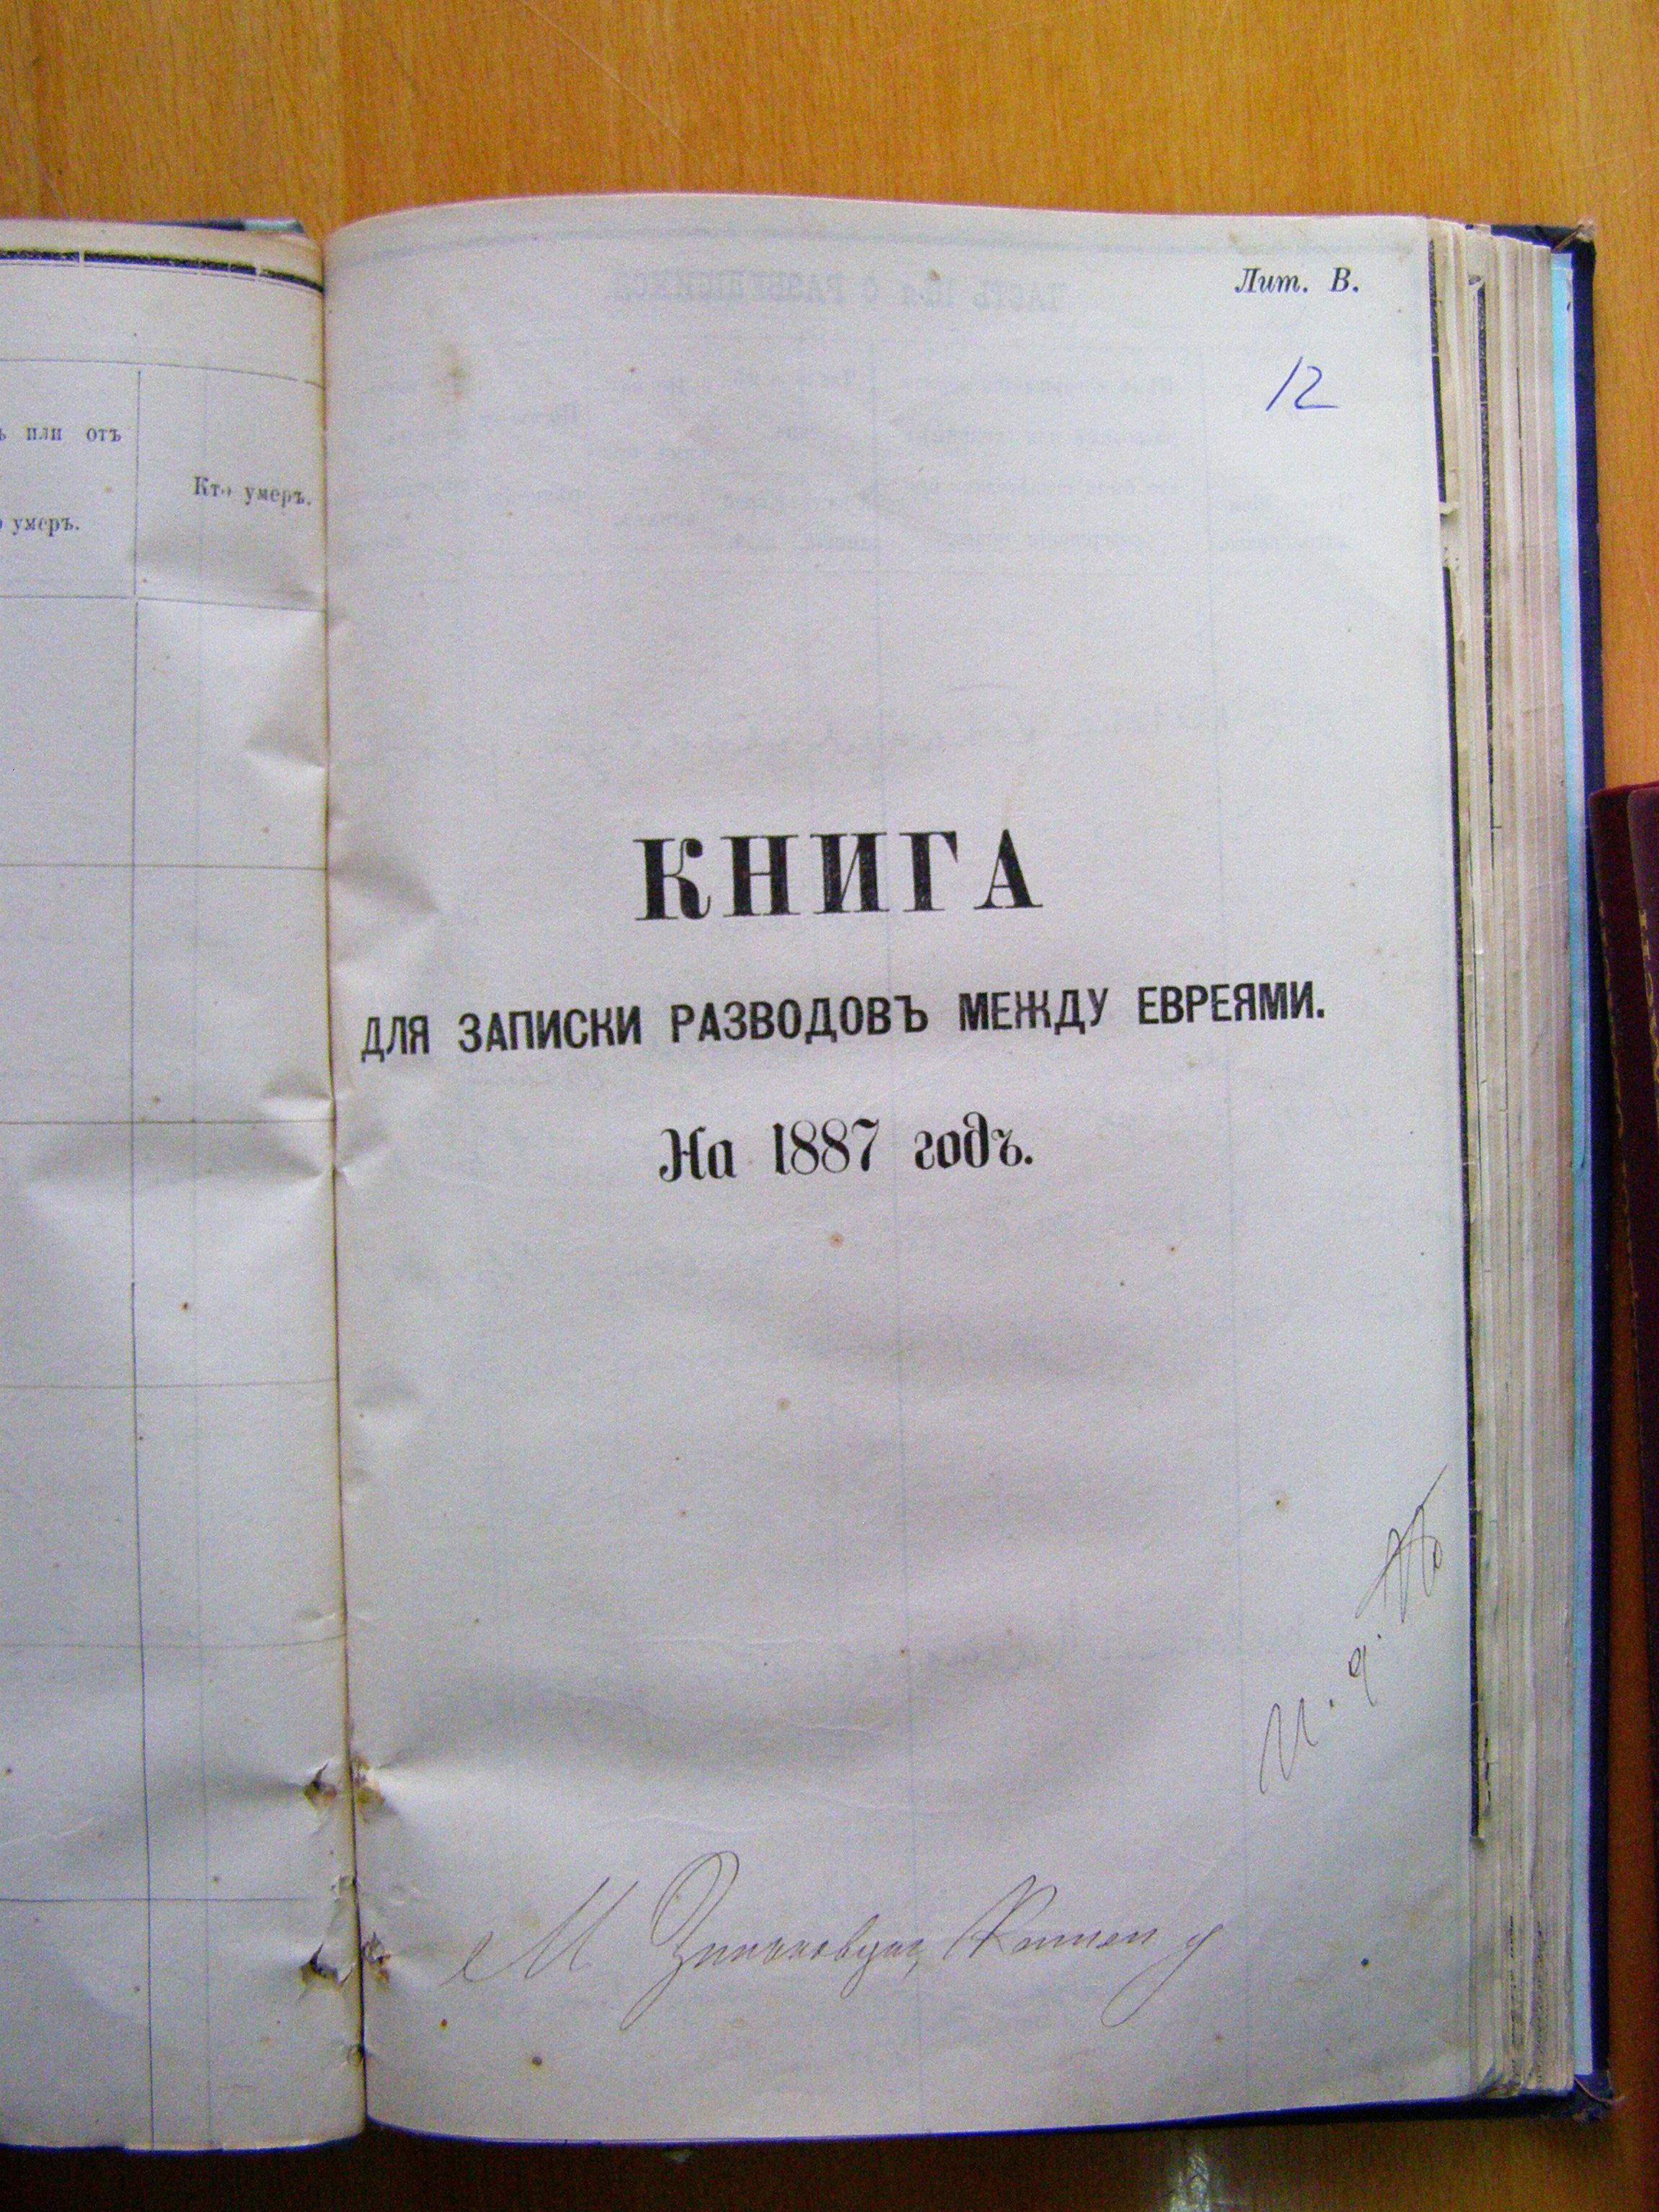 ъ или отъ
умеръ.
Кто умеръ.
Лит. В.
12
КНИГА
ДЛЯ ЗАПИСКИ РАЗВОДОВЪ МЕЖДУ ЕВРЕЯМИ.
На 1887 годъ.
И. д.
М